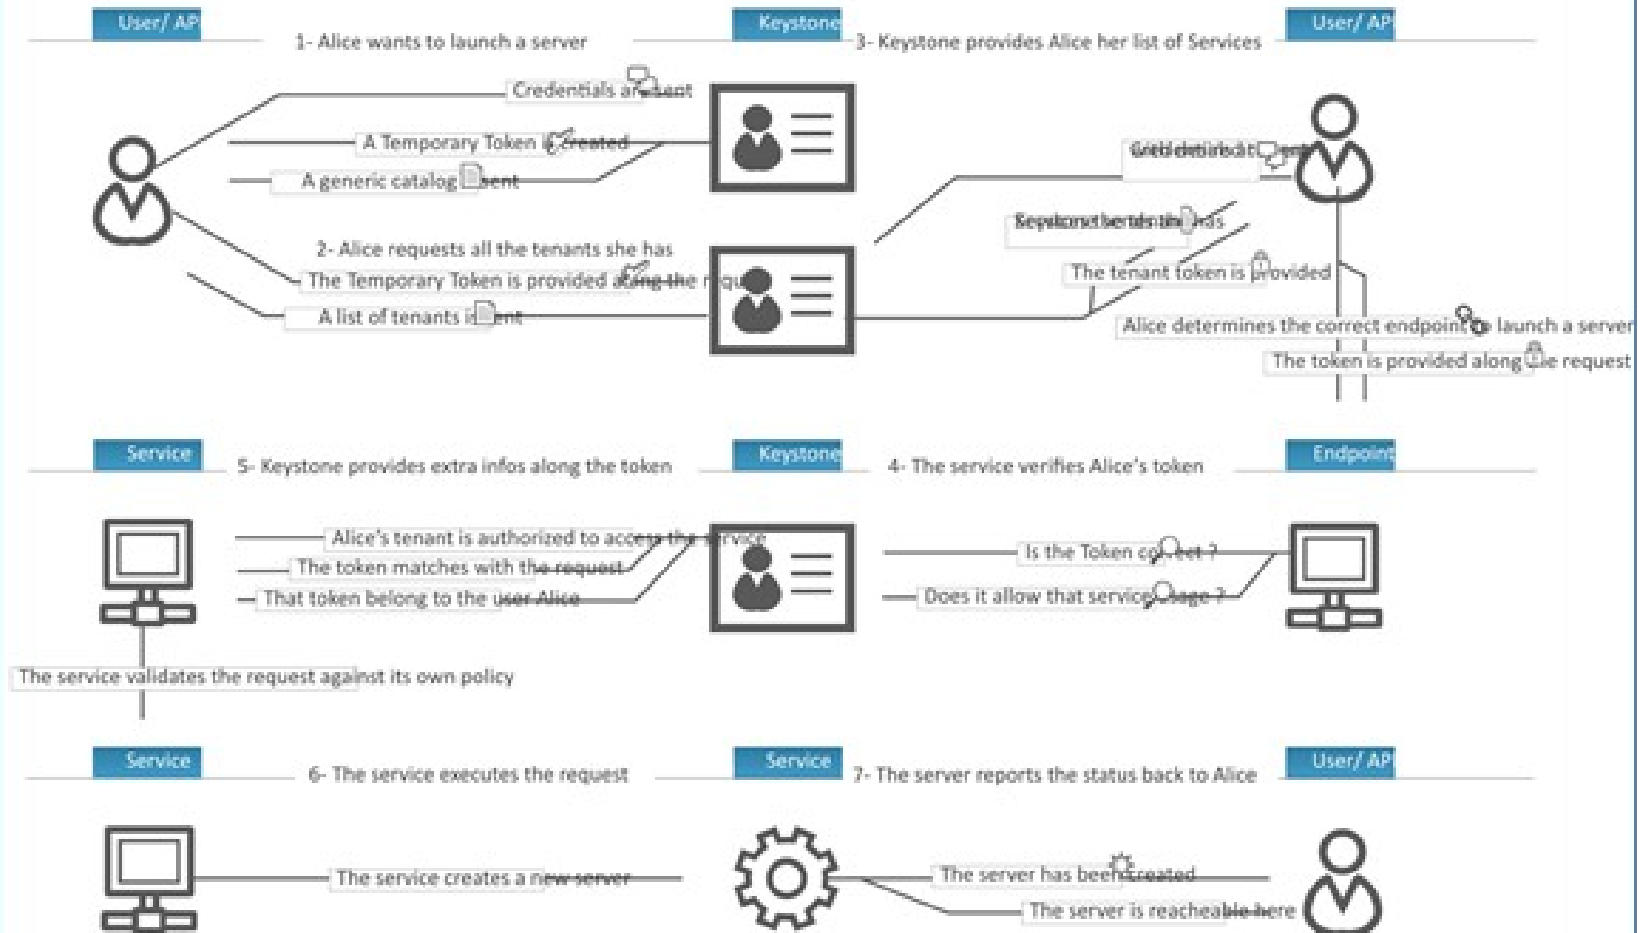 User/ AP
Keystone
User/ AP
1- Alice wants to launch a server
3- Keystone provides Alice her list of Services
Credentials are sent
A Temporary Token is created
A generic catalog sent
2- Alice requests all the tenants she has
The Temporary Token is provided along the requ
A list of tenants is sent
The tenant token is provided
Alice determines the correct endpoint to launch a server
The token is provided along the request
Service
Keystone
Endpoint
5- Keystone provides extra infos along the token
4- The service verifies Alice's token
Alice's tenant is authorized to access the service
The token matches with the request
That token belong to the user Alice
Is the Token correct ?
Does it allow that service usage ?
The service validates the request against its own policy
Service
Service
User/ AP
6- The service executes the request
7- The server reports the status back to Alice
The service creates a new server
The server has been created
The server is reacheable here